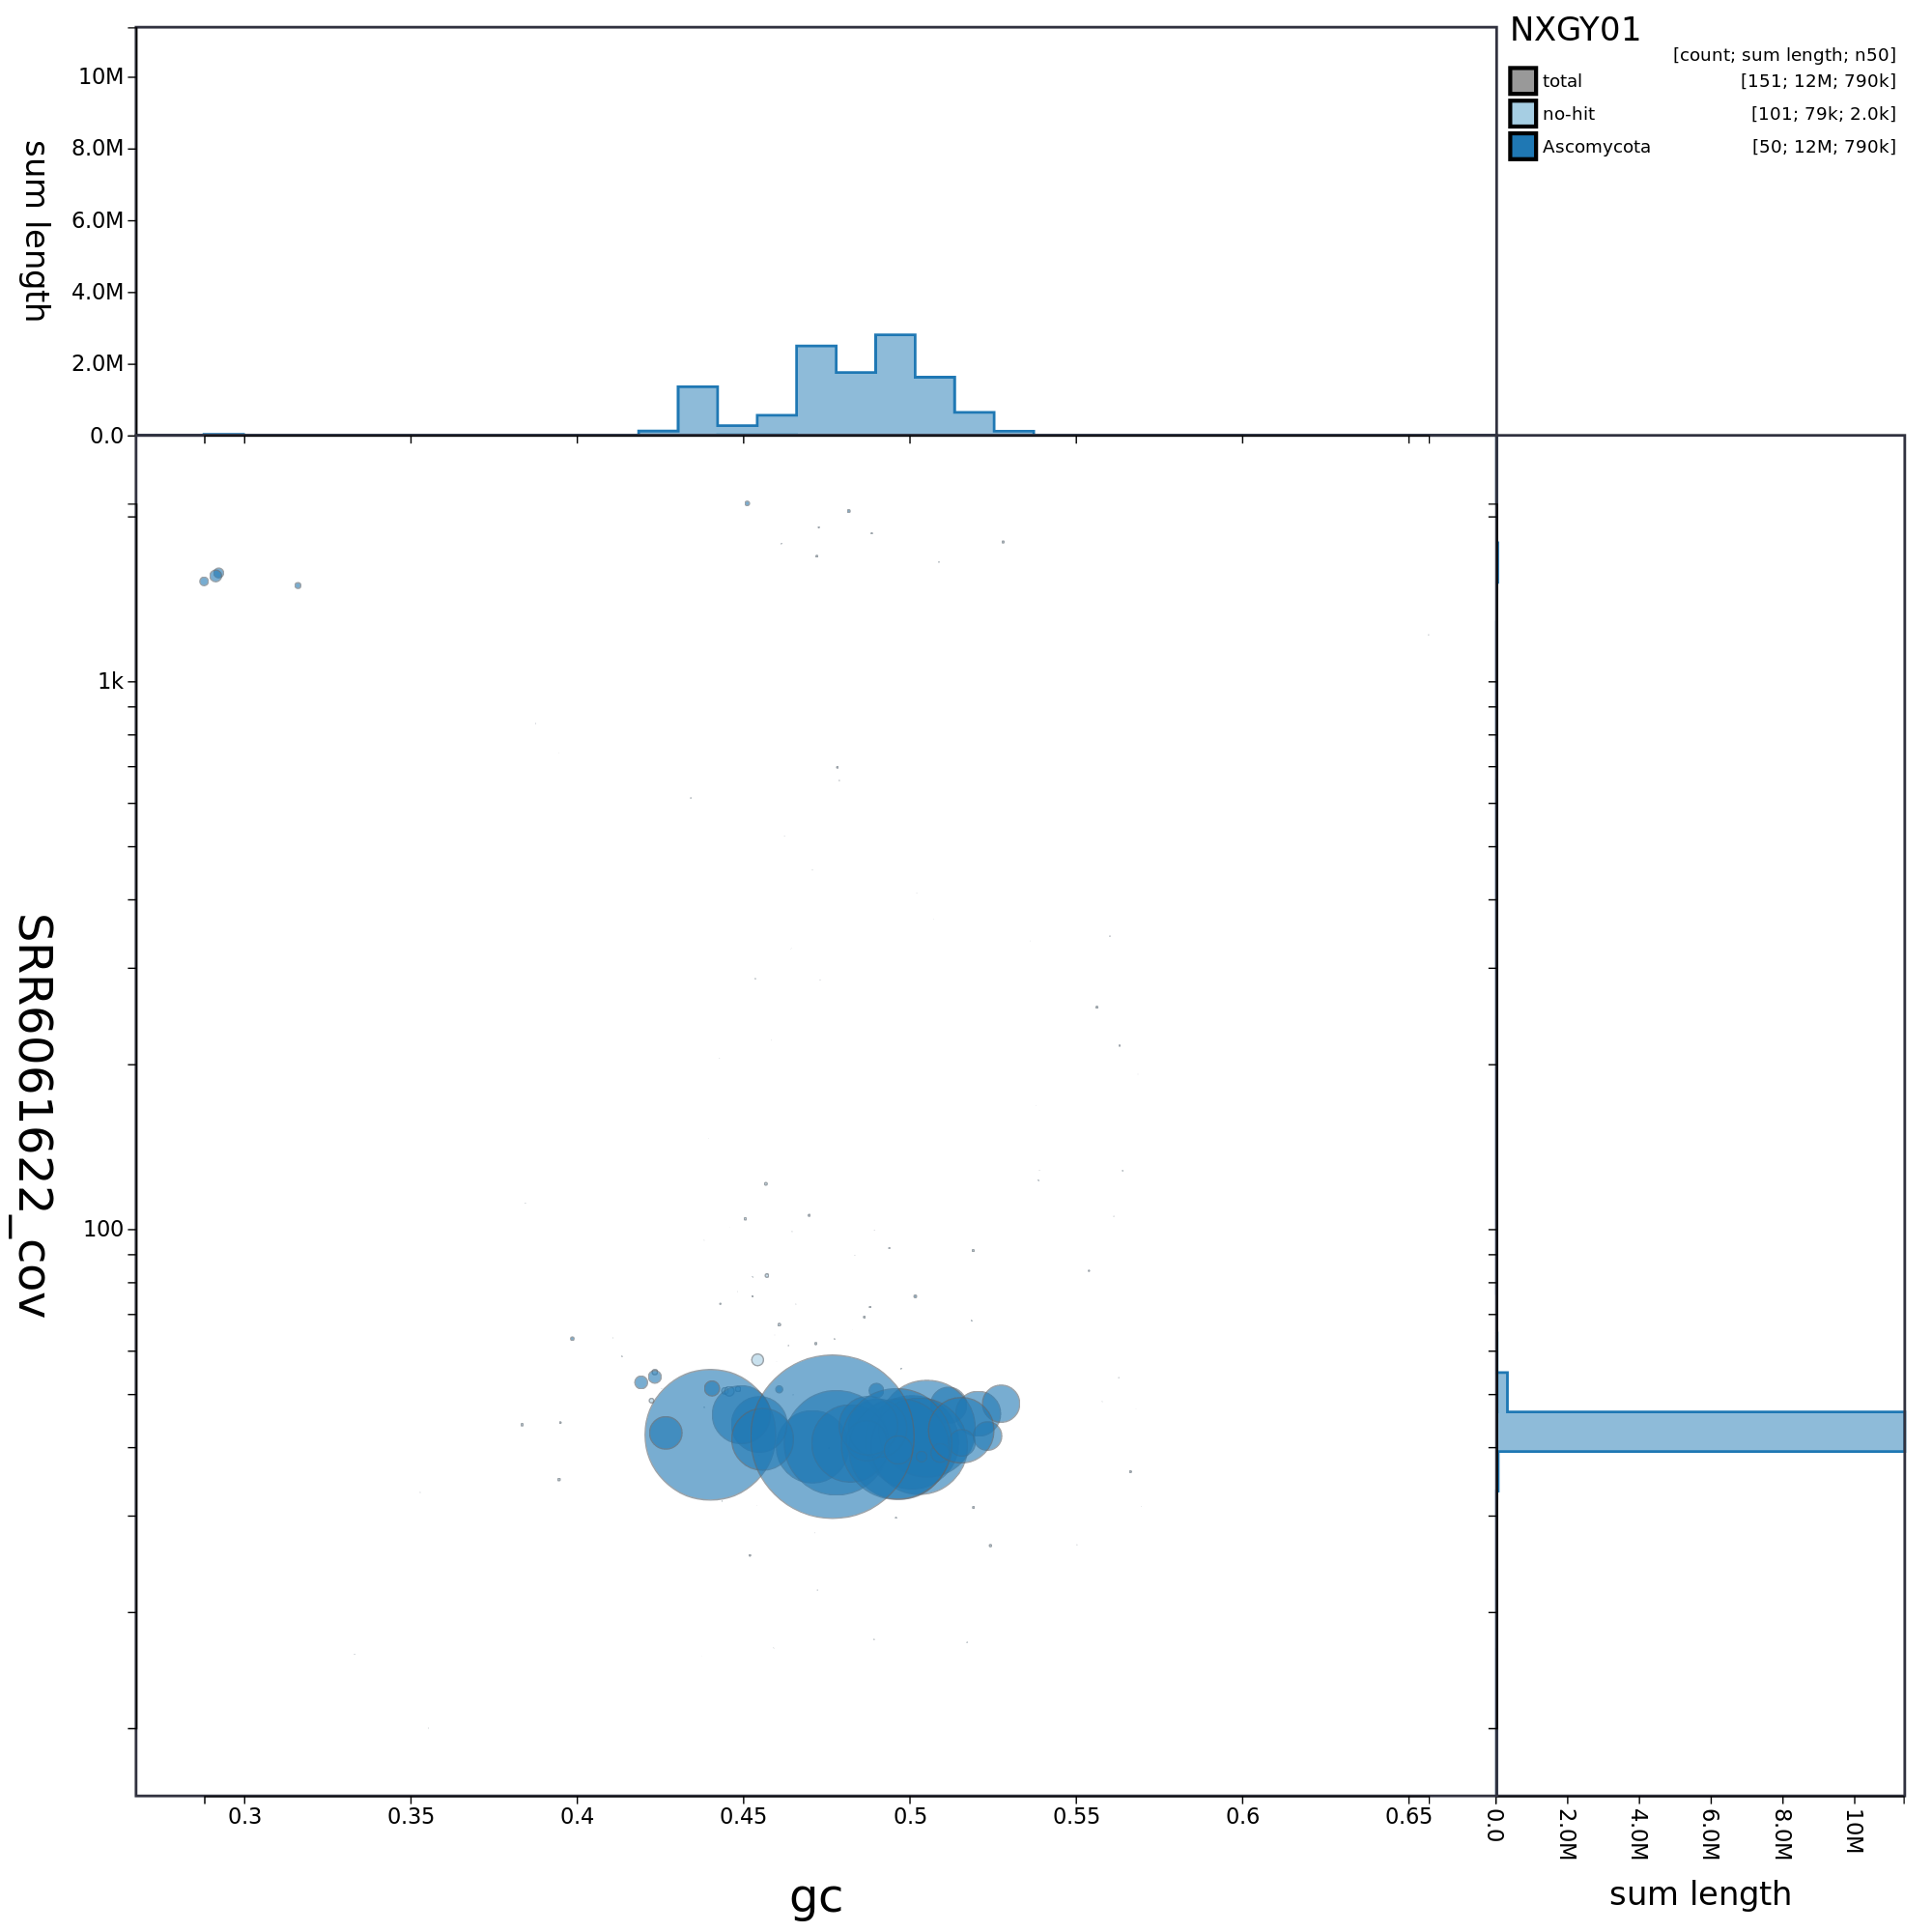 NXGY01
[count; sum length; n50]
total [151; 12M; 790k]
no-hit [101; 79k; 2.0k]
Ascomycota [50; 12M; 790k]
sum length
10M
8.0M
6.0M
4.0M
2.0M
0.0
SRR6061622_cov
1k
100
0.3 0.35 0.4 0.45 0.5 0.55 0.6 0.65
gc
0.0 2.0M 4.0M 6.0M 8.0M 10M
sum length